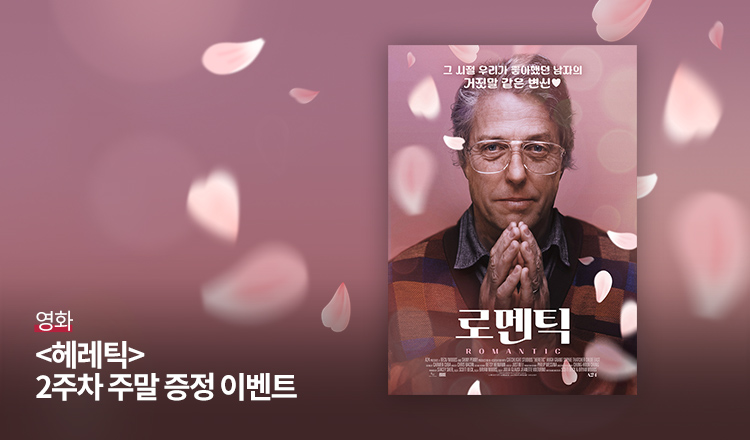 그 시절 우리가 좋아했던 남자의
거짓말 같은 변신♥
로멘틱
ROMANTIC
A24
영화
<헤레틱>
2주차 주말 증정 이벤트